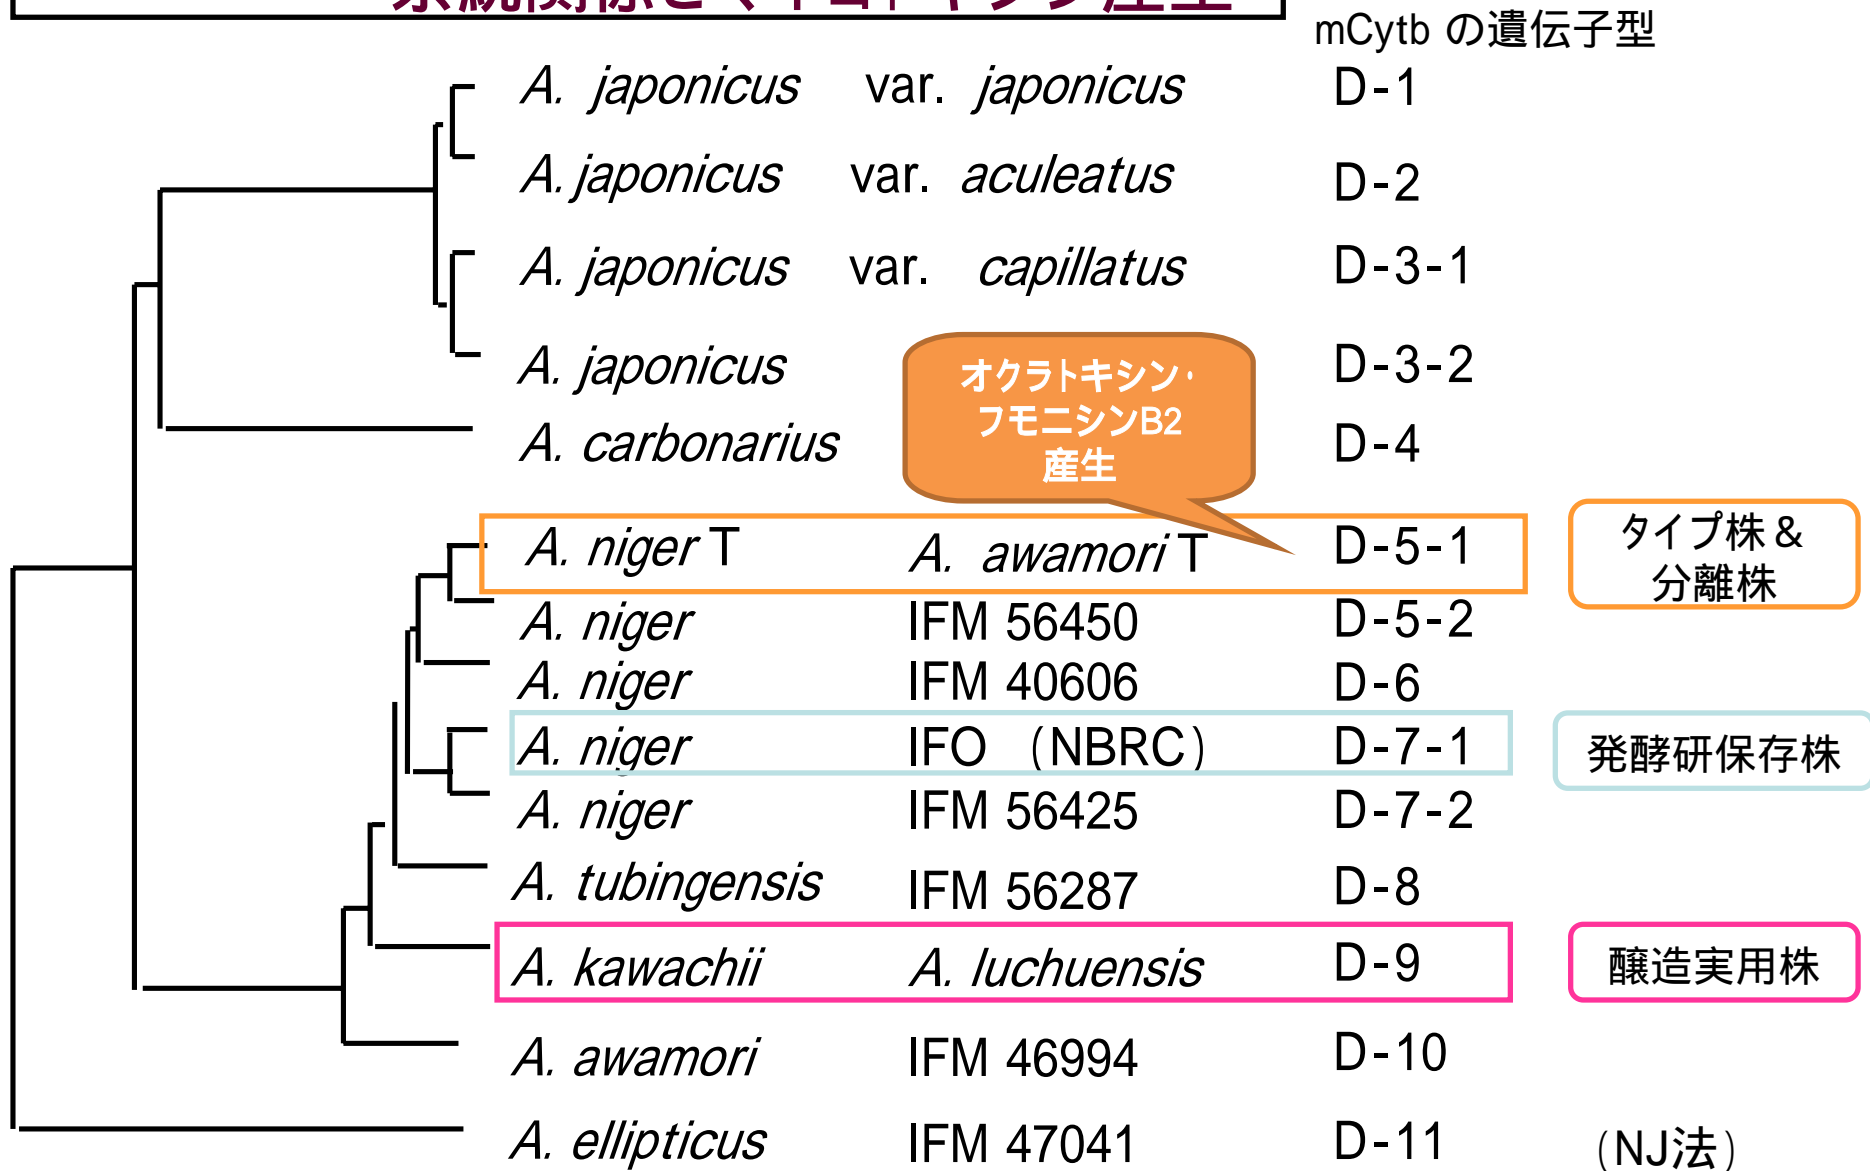 mCytb の遺伝子型
A. japonicus var. japonicus D-1
A. japonicus var. aculeatus D-2
A. japonicus var. capillatus D-3-1
A. japonicus D-3-2
オクラトキシン・
フモニシンB2
産生
A. carbonarius D-4
A. niger T A. awamori T D-5-1
タイプ株 &
分離株
A. niger IFM 56450 D-5-2
A. niger IFM 40606 D-6
A. niger IFO (NBRC) D-7-1
発酵研保存株
A. niger IFM 56425 D-7-2
A. tubingensis IFM 56287 D-8
A. kawachii A. luchuensis D-9
醸造実用株
A. awamori IFM 46994 D-10
A. ellipticus IFM 47041 D-11
(NJ法)